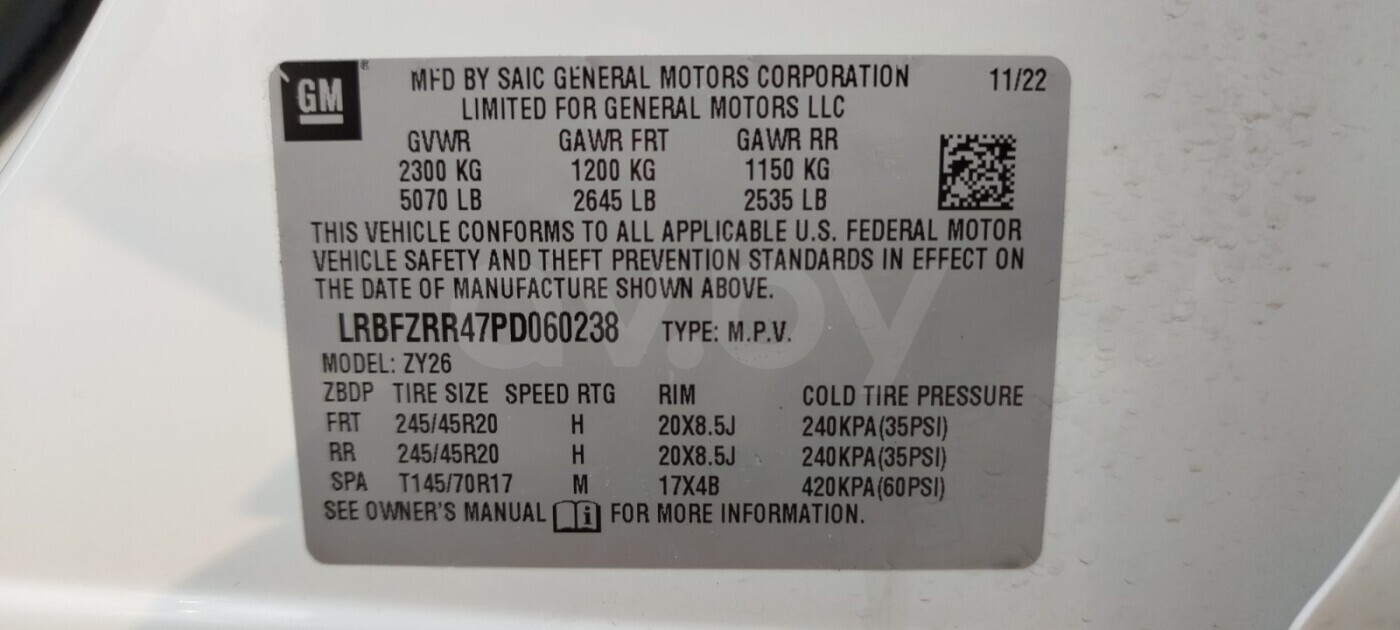 GM
MFD BY SAIC GENERAL MOTORS CORPORATION 11/22
LIMITED FOR GENERAL MOTORS LLC
GVWR GAWR FRT GAWR RR
2300 KG 1200 KG 1150 KG
5070 LB 2645 LB 2535 LB
THIS VEHICLE CONFORMS TO ALL APPLICABLE U.S. FEDERAL MOTOR
VEHICLE SAFETY AND THEFT PREVENTION STANDARDS IN EFFECT ON
THE DATE OF MANUFACTURE SHOWN ABOVE.
LRBFZRR47PD060238 TYPE: M.P.V.
MODEL: ZY26
ZBDP TIRE SIZE SPEED RTG RIM COLD TIRE PRESSURE
FRT 245/45R20 H 20X8.5J 240KPA(35PSI)
RR 245/45R20 H 20X8.5J 240KPA(35PSI)
SPA T145/70R17 M 17X4B 420KPA(60PSI)
SEE OWNER'S MANUAL i FOR MORE INFORMATION.
av.by